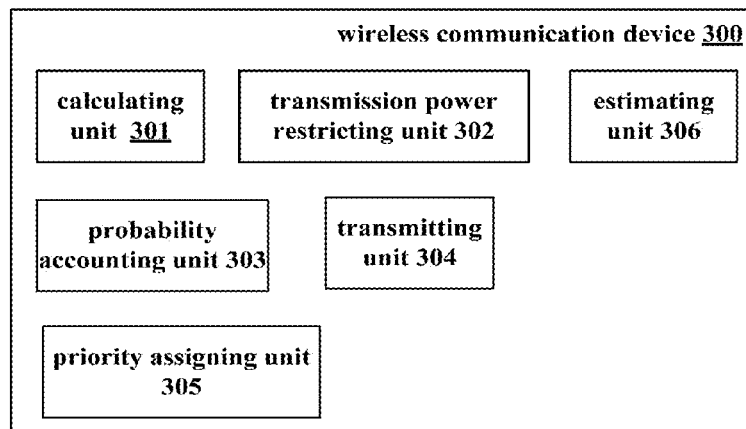 wireless communication device 300
calculating
unit 301
transmission power
restricting unit 302
estimating
unit 306
probability
accounting unit 303
transmitting
unit 304
priority assigning unit
305